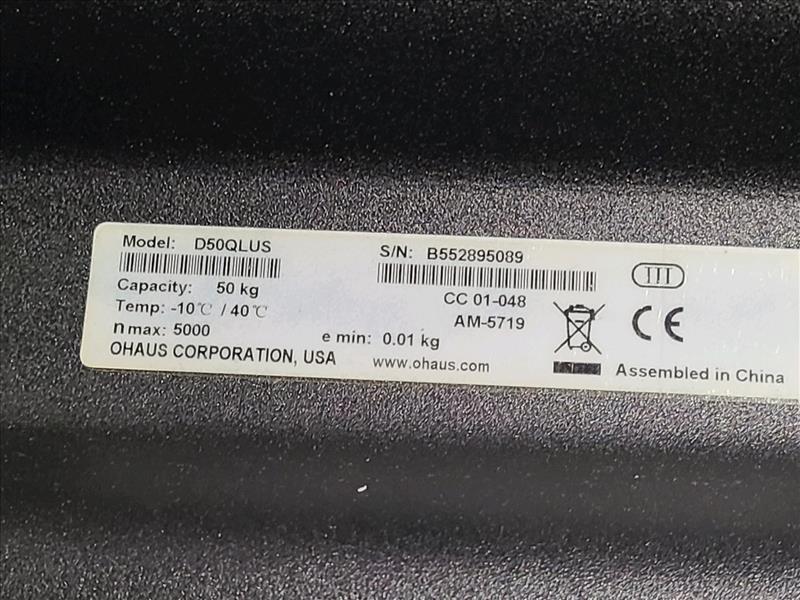 Model: D50QLUS
S/N: B552895089
III
Capacity: 50 kg
CC 01-048
Temp: -10℃ / 40℃
AM-5719
CE
n max: 5000
e min: 0.01 kg
OHAUS CORPORATION, USA
www.ohaus.com
Assembled in China